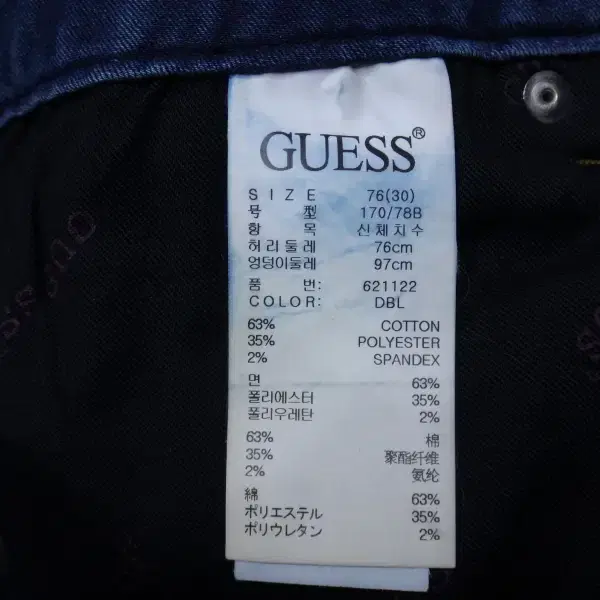 GUESS®
SIZE 76(30)
号 型 170/78B
항 목 신체치수
허리둘레 76cm
엉덩이둘레 97cm
품 번: 621122
COLOR: DBL
63% COTTON
35% POLYESTER
2% SPANDEX
면 63%
폴리에스터 35%
폴리우레탄 2%
63% 棉
35% 聚酯纤维
2% 氨纶
綿 63%
ポリエステル 35%
ポリウレタン 2%